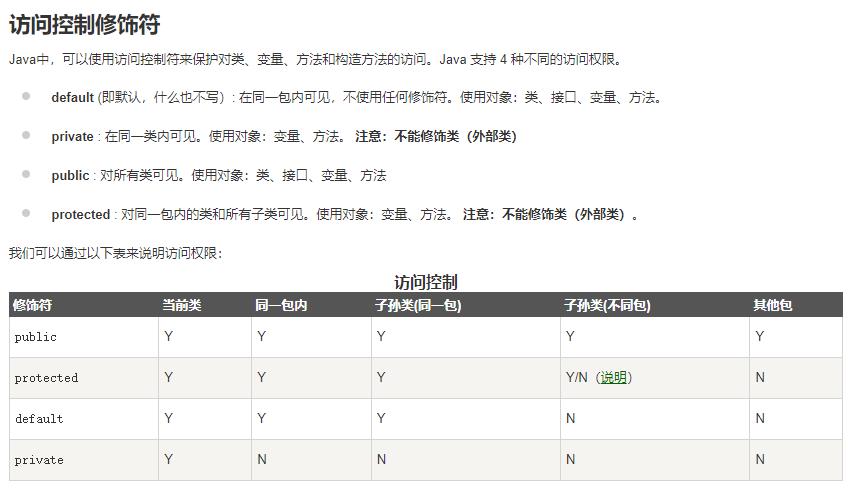 访问控制修饰符
Java中，可以使用访问控制符来保护对类、变量、方法和构造方法的访问。Java 支持 4 种不同的访问权限。
default (即默认，什么也不写）: 在同一包内可见，不使用任何修饰符。使用对象：类、接口、变量、方法。
private : 在同一类内可见。使用对象：变量、方法。 注意：不能修饰类（外部类）
public : 对所有类可见。使用对象：类、接口、变量、方法
protected : 对同一包内的类和所有子类可见。使用对象：变量、方法。 注意：不能修饰类（外部类）。
我们可以通过以下表来说明访问权限：
访问控制
修饰符 当前类 同一包内 子孙类(同一包) 子孙类(不同包) 其他包
public Y Y Y Y Y
protected Y Y Y Y/N（说明） N
default Y Y Y N N
private Y N N N N